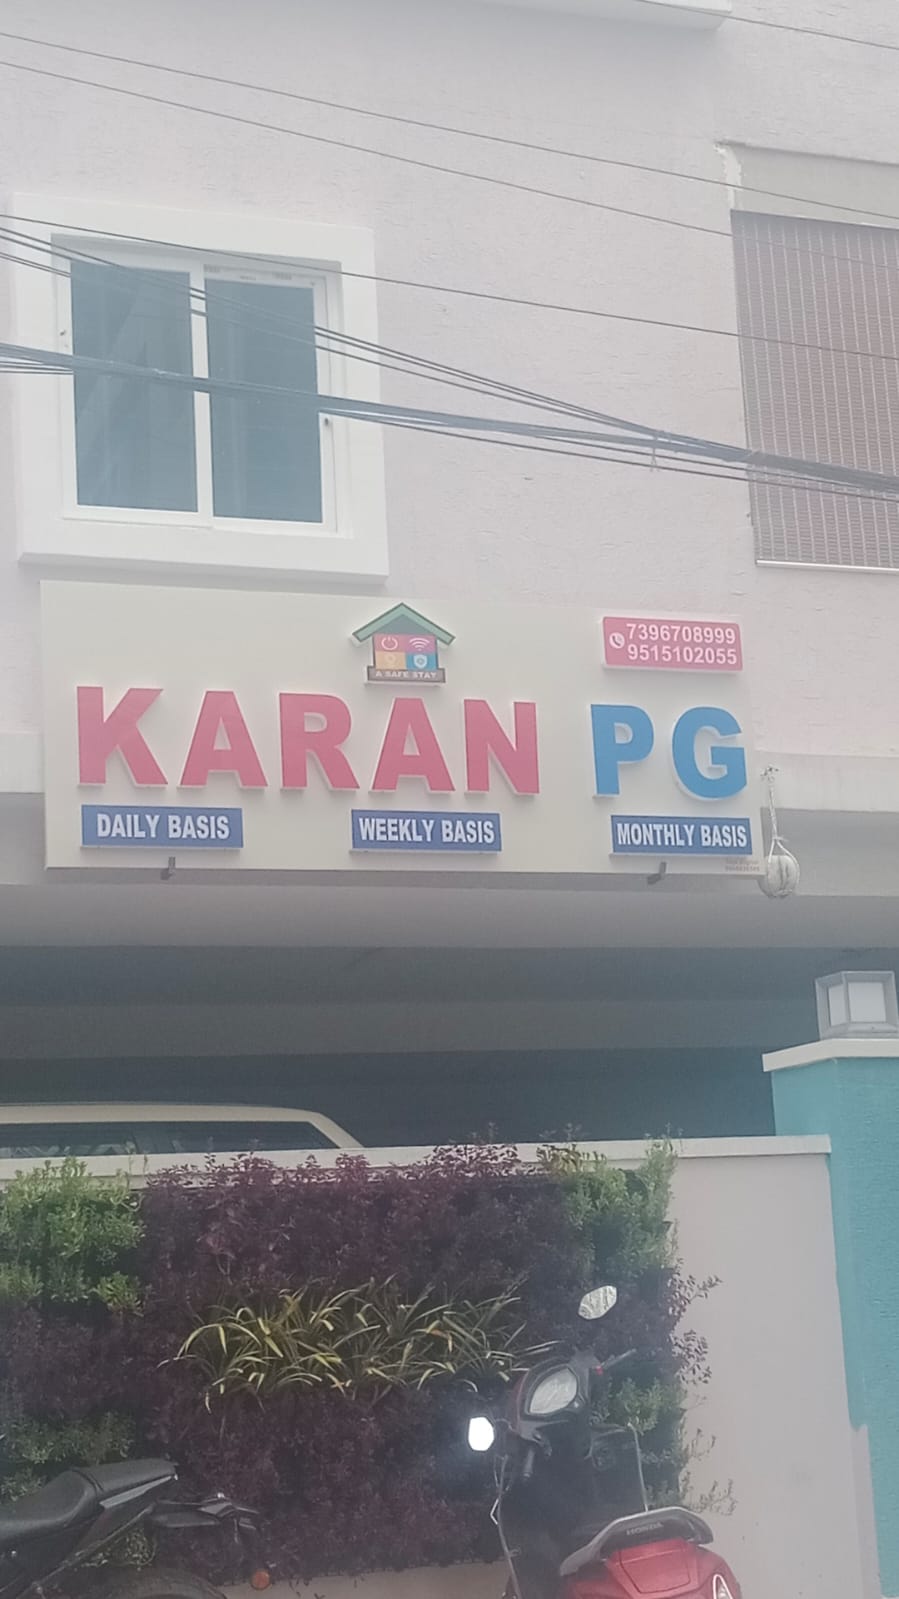 7396708999
9515102055
A SAFE STAY
KARAN PG
DAILY BASIS
WEEKLY BASIS
MONTHLY BASIS
HONDA